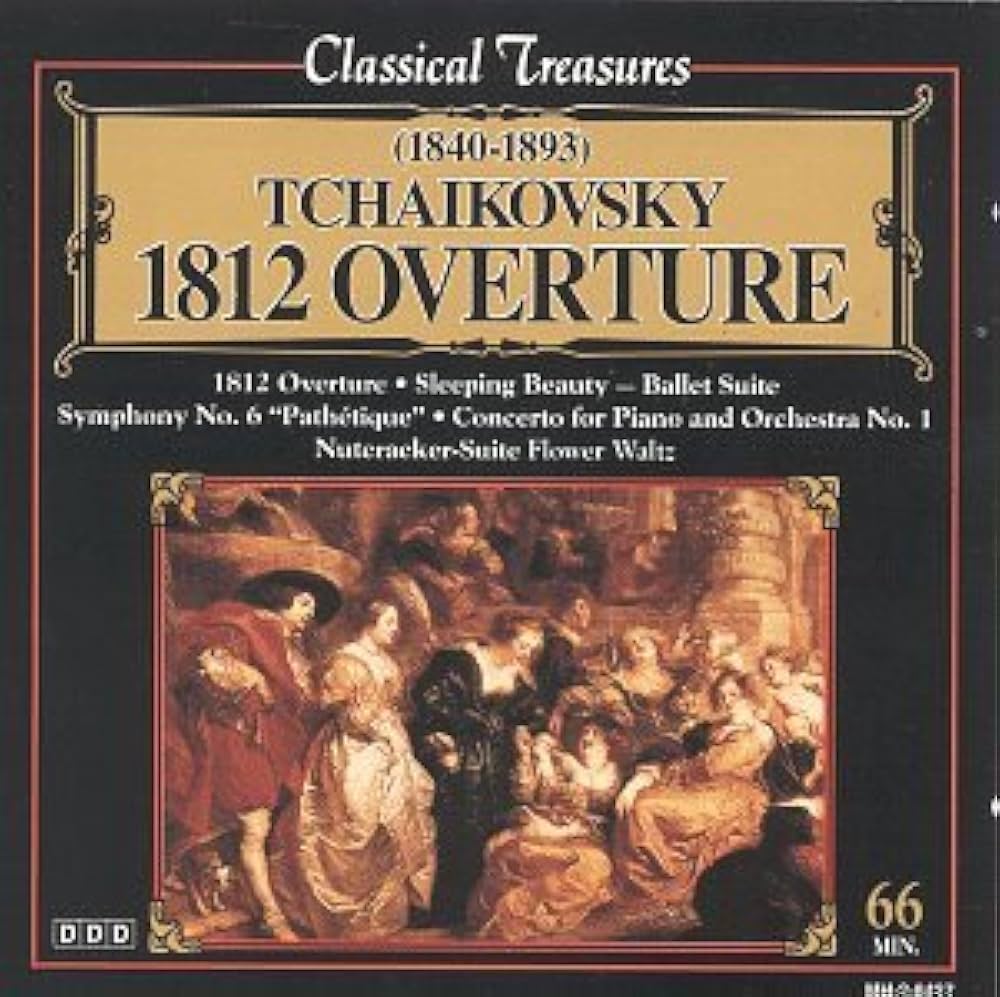 Classical Treasures
(1840-1893)
TCHAIKOVSKY
1812 OVERTURE
1812 Overture • Sleeping Beauty – Ballet Suite
Symphony No. 6 "Pathétique" • Concerto for Piano and Orchestra No. 1
Nutcracker-Suite Flower Waltz
DDD
66
MIN.